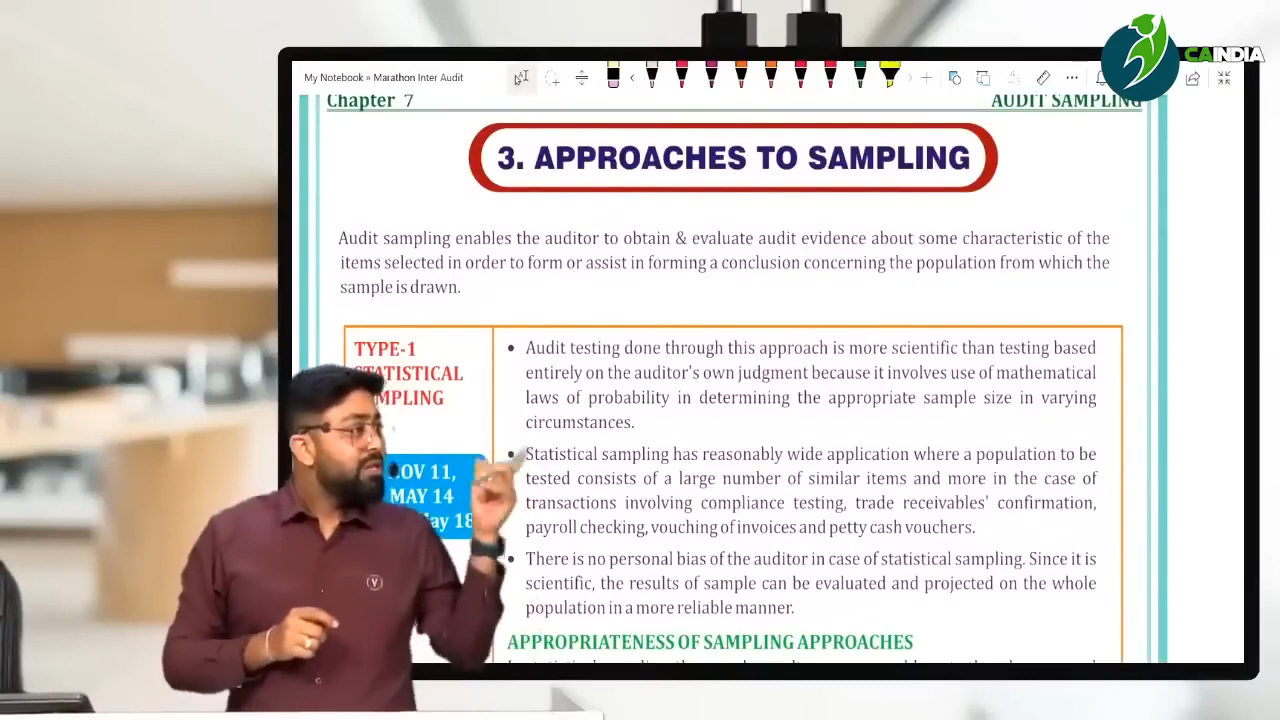 CAINDIA
My Notebook » Marathon Inter Audit
Chapter 7
AUDIT SAMPLING
3. APPROACHES TO SAMPLING
Audit sampling enables the auditor to obtain & evaluate audit evidence about some characteristic of the
items selected in order to form or assist in forming a conclusion concerning the population from which the
sample is drawn.
TYPE-1
STATISTICAL
MPLING
OV 11,
MAY 14
ay 18
• Audit testing done through this approach is more scientific than testing based
entirely on the auditor's own judgment because it involves use of mathematical
laws of probability in determining the appropriate sample size in varying
circumstances.
• Statistical sampling has reasonably wide application where a population to be
tested consists of a large number of similar items and more in the case of
transactions involving compliance testing, trade receivables' confirmation,
payroll checking, vouching of invoices and petty cash vouchers.
• There is no personal bias of the auditor in case of statistical sampling. Since it is
scientific, the results of sample can be evaluated and projected on the whole
population in a more reliable manner.
APPROPRIATENESS OF SAMPLING APPROACHES
V